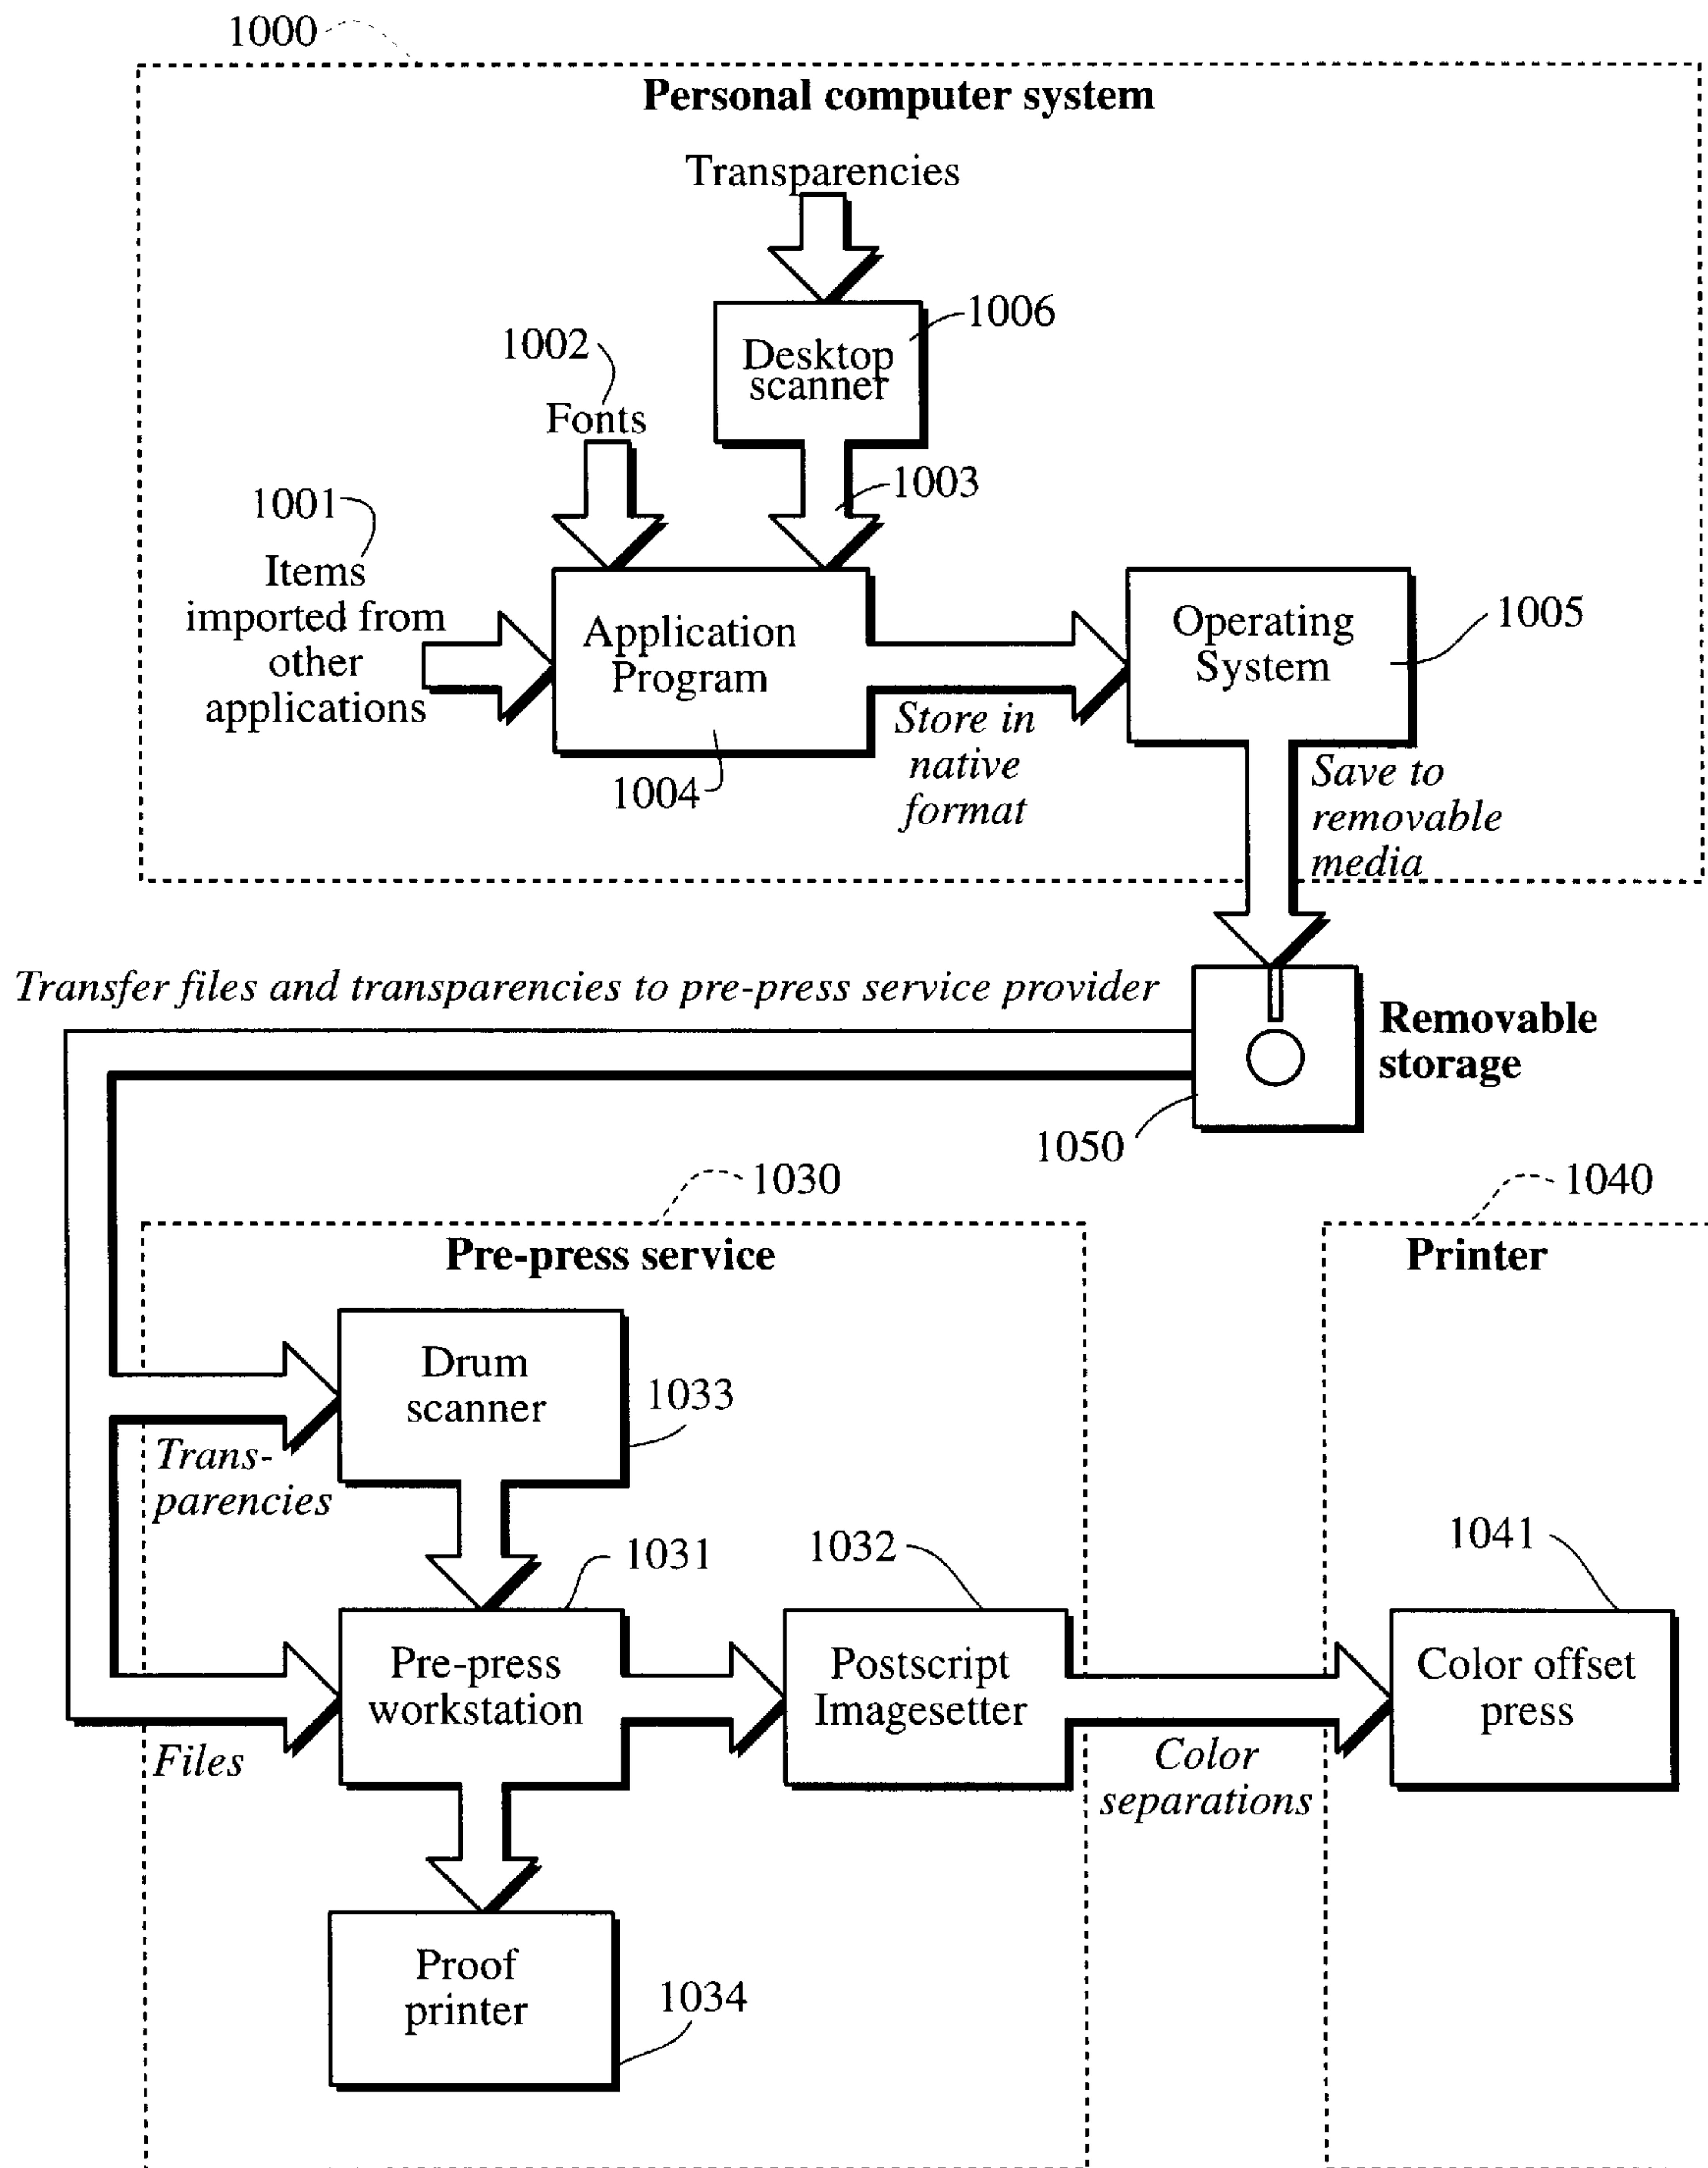 1000
Personal computer system
Transparencies
1006
Desktop
scanner
1002
Fonts
1003
1001
Items
imported from
other
applications
Application
Program
1004
Store in
native
format
Operating
System
1005
Save to
removable
media
Transfer files and transparencies to pre-press service provider
Removable
storage
1050
1030
Pre-press service
1040
Printer
Drum
scanner
1033
Trans-
parencies
1031
1032
1041
Pre-press
workstation
Postscript
Imagesetter
Color offset
press
Files
Color
separations
Proof
printer
1034